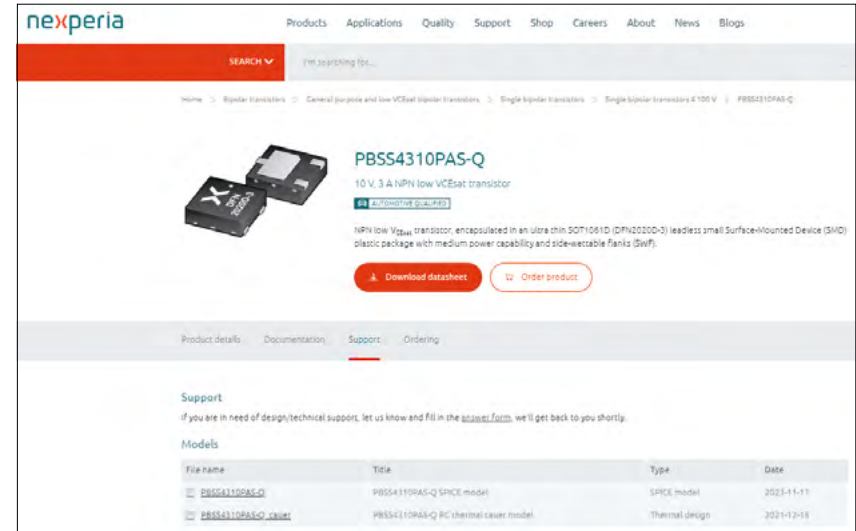 nexperia
Products Applications Quality Support Shop Careers About News Blogs
SEARCH I'm searching for...
Home > Bipolar transistors > General purpose and low VCEsat bipolar transistors > Single bipolar transistors ≤ 100 V | PBSS4310PAS-Q
DFN
2020D-3
PBSS4310PAS-Q
10 V, 3 A NPN low VCEsat transistor
AUTOMOTIVE QUALIFIED
NPN low VCEsat transistor, encapsulated in an ultra thin SOT1061D (DFN2020D-3) leadless small Surface-Mounted Device (SMD)
plastic package with medium power capability and side-wettable flanks (SWF).
Download datasheet Order product
Product details Documentation Support Ordering
Support
If you are in need of design/technical support, let us know and fill in the answer form, we'll get back to you shortly.
Models
File name Title Type Date
PBSS4310PAS-Q PBSS4310PAS-Q SPICE model SPICE model 2023-11-11
PBSS4310PAS-Q_cauer PBSS4310PAS-Q RC thermal cauer model Thermal design